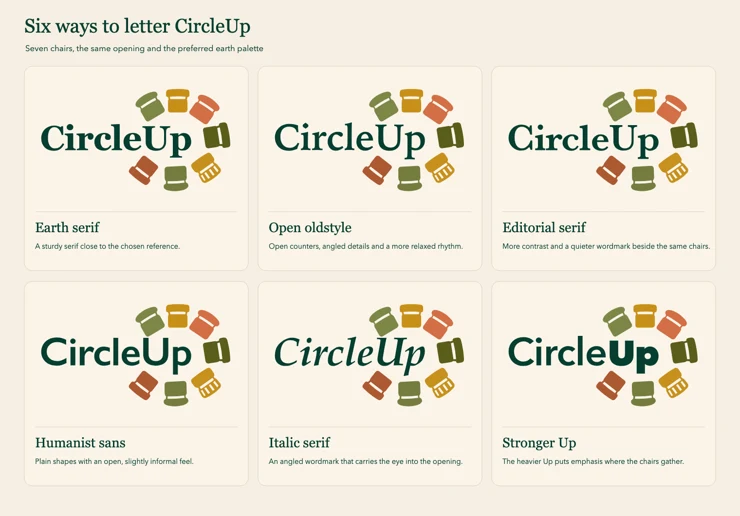 Six ways to letter CircleUp
Seven chairs, the same opening and the preferred earth palette
CircleUp
Earth serif
A sturdy serif close to the chosen reference.
CircleUp
Open oldstyle
Open counters, angled details and a more relaxed rhythm.
CircleUp
Editorial serif
More contrast and a quieter wordmark beside the same chairs.
CircleUp
Humanist sans
Plain shapes with an open, slightly informal feel.
CircleUp
Italic serif
An angled wordmark that carries the eye into the opening.
CircleUp
Stronger Up
The heavier Up puts emphasis where the chairs gather.